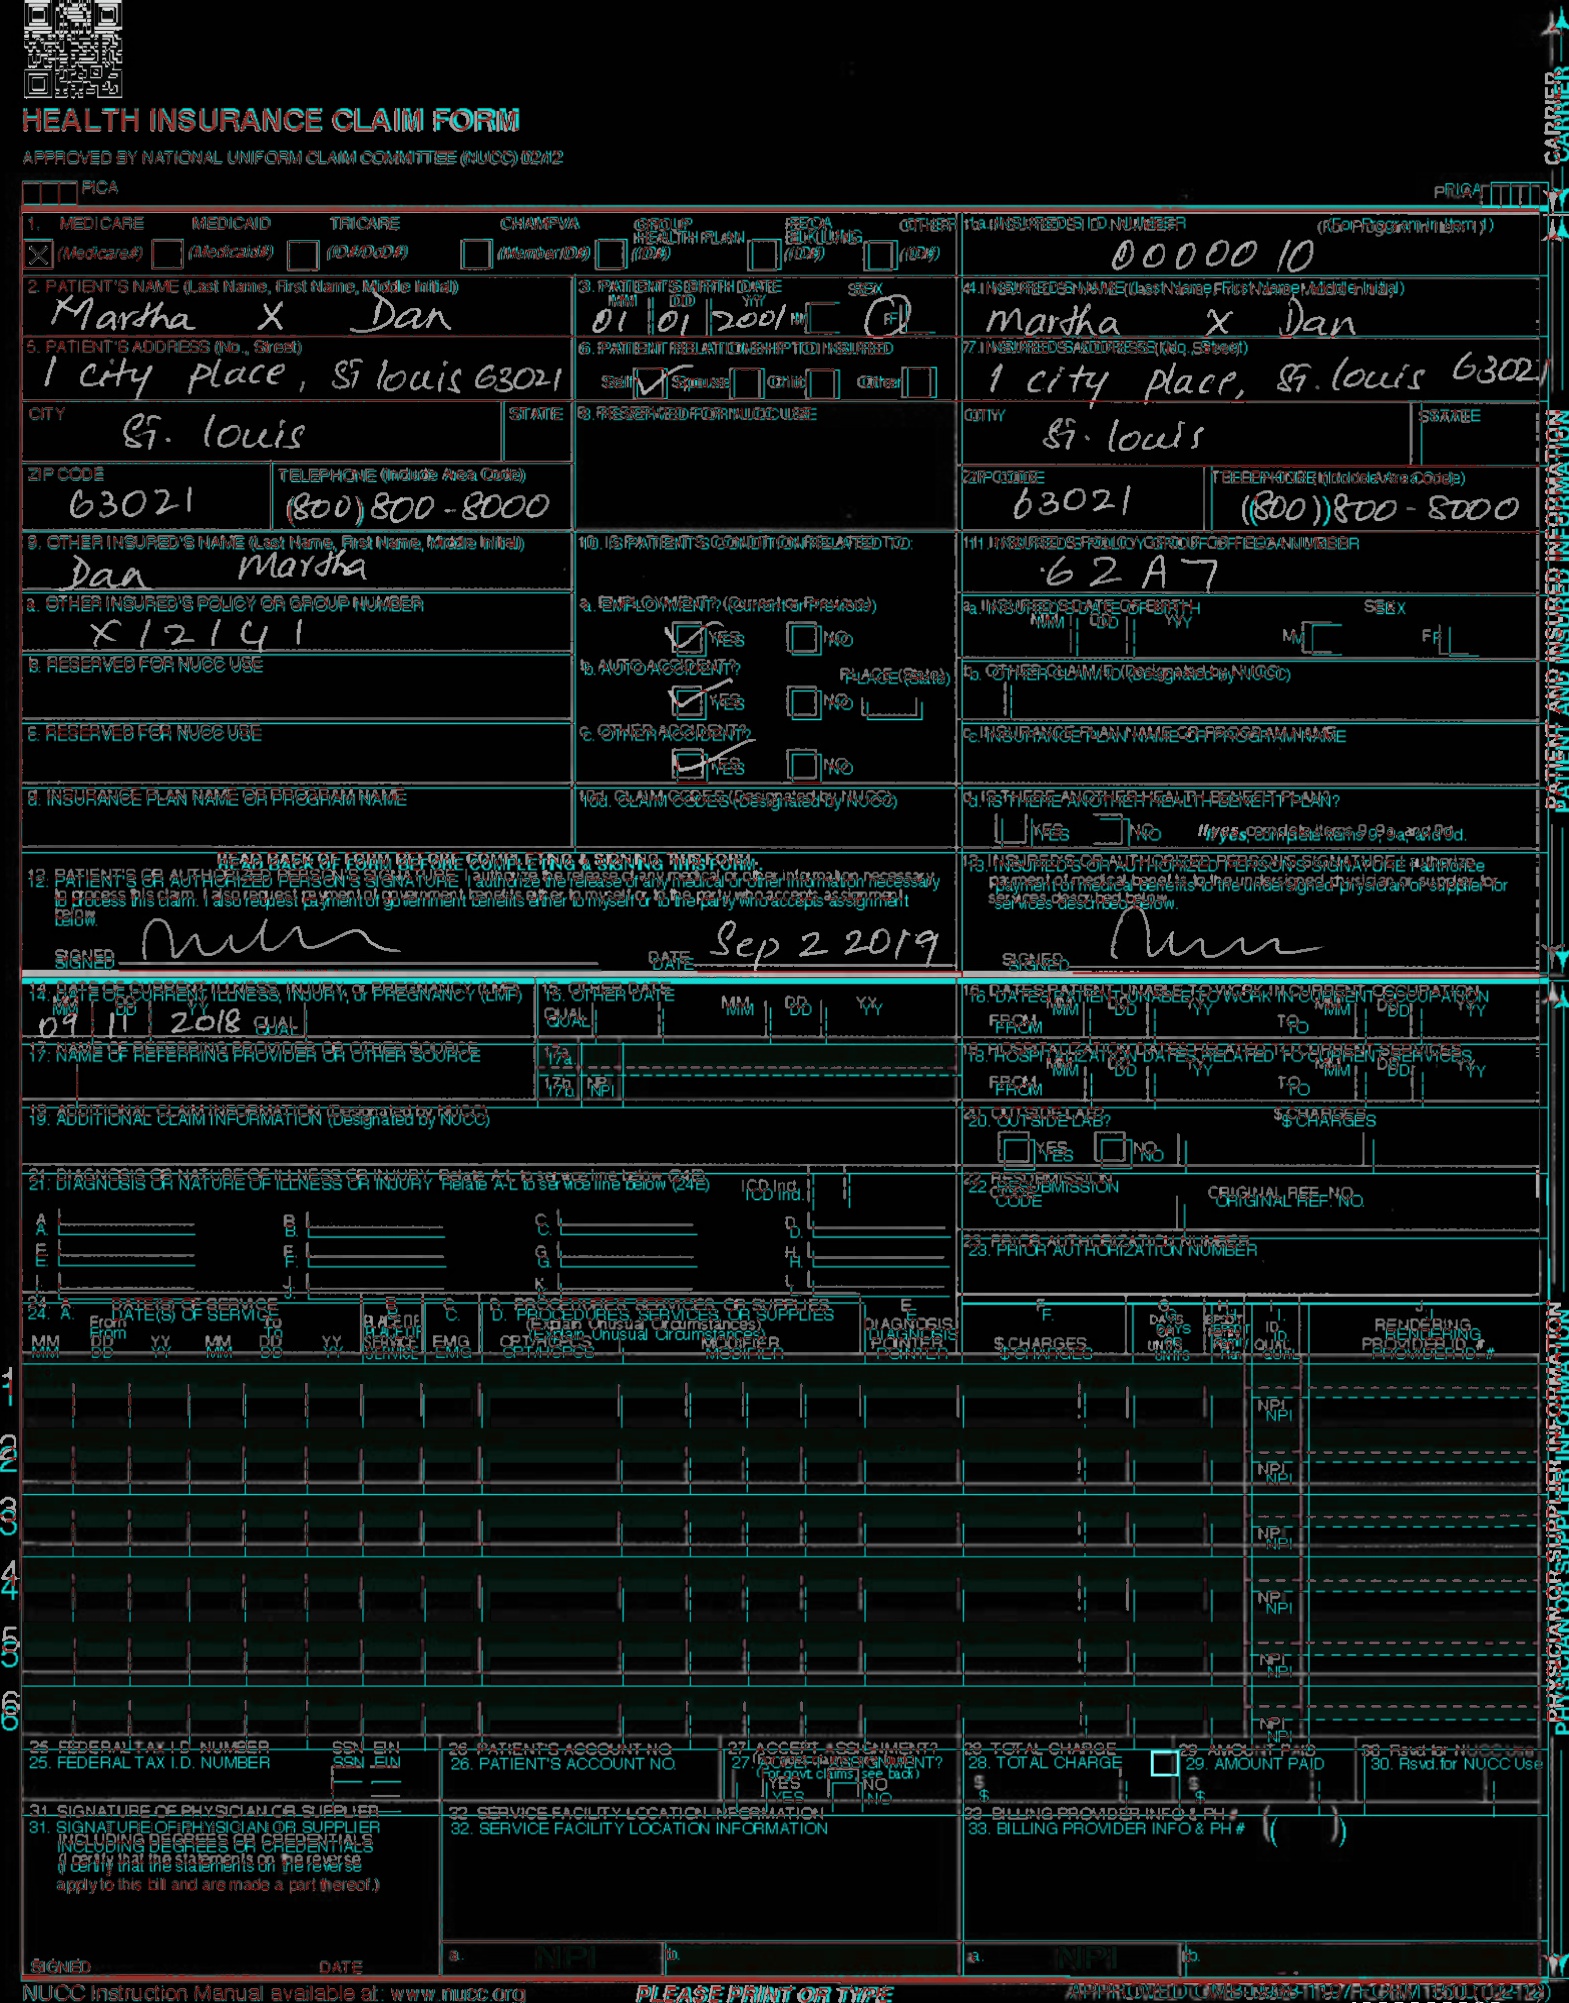 HEALTH INSURANCE CLAIM FORM
APPROVED BY NATIONAL UNIFORM CLAIM COMMITTEE (NUCC) 02/12
PICA
PICA
CARRIER
1. MEDICARE MEDICAID TRICARE CHAMPVA GROUP HEALTH PLAN FECA BLK LUNG OTHER
X (Medicare#) (Medicaid#) (ID#/DoD#) (Member ID#) (ID#) (ID#) (ID#)
1a. INSURED'S I.D. NUMBER (For Program in Item 1)
0000010
2. PATIENT'S NAME (Last Name, First Name, Middle Initial)
Martha X Dan
3. PATIENT'S BIRTH DATE SEX
MM DD YY
01 01 2001 M F
4. INSURED'S NAME (Last Name, First Name, Middle Initial)
Martha X Dan
5. PATIENT'S ADDRESS (No., Street)
1 city place, St louis 63021
6. PATIENT RELATIONSHIP TO INSURED
Self Spouse Child Other
7. INSURED'S ADDRESS (No., Street)
1 city place, St. louis 63021
CITY STATE
St. louis
8. RESERVED FOR NUCC USE
CITY STATE
St. louis
ZIP CODE TELEPHONE (Include Area Code)
63021 (800) 800-8000
ZIP CODE TELEPHONE (Include Area Code)
63021 (800) 800-8000
9. OTHER INSURED'S NAME (Last Name, First Name, Middle Initial)
Dan Martha
10. IS PATIENT'S CONDITION RELATED TO:
11. INSURED'S POLICY GROUP OR FECA NUMBER
62A7
a. OTHER INSURED'S POLICY OR GROUP NUMBER
X12141
a. EMPLOYMENT? (Current or Previous)
YES NO
a. INSURED'S DATE OF BIRTH SEX
MM DD YY M F
b. RESERVED FOR NUCC USE
b. AUTO ACCIDENT? PLACE (State)
YES NO
b. OTHER CLAIM ID (Designated by NUCC)
c. RESERVED FOR NUCC USE
c. OTHER ACCIDENT?
YES NO
c. INSURANCE PLAN NAME OR PROGRAM NAME
d. INSURANCE PLAN NAME OR PROGRAM NAME
10d. CLAIM CODES (Designated by NUCC)
d. IS THERE ANOTHER HEALTH BENEFIT PLAN?
YES NO If yes, complete items 9, 9a, and 9d.
READ BACK OF FORM BEFORE COMPLETING & SIGNING THIS FORM.
12. PATIENT'S OR AUTHORIZED PERSON'S SIGNATURE I authorize the release of any medical or other information necessary
to process this claim. I also request payment of government benefits either to myself or to the party who accepts assignment
below.
SIGNED DATE Sep 2 2019
13. INSURED'S OR AUTHORIZED PERSON'S SIGNATURE I authorize
payment of medical benefits to the undersigned physician or supplier for
services described below.
SIGNED
PATIENT AND INSURED INFORMATION
14. DATE OF CURRENT ILLNESS, INJURY, or PREGNANCY (LMP)
MM DD YY
09 11 2018 QUAL.
15. OTHER DATE
QUAL. MM DD YY
16. DATES PATIENT UNABLE TO WORK IN CURRENT OCCUPATION
MM DD YY MM DD YY
FROM TO
17. NAME OF REFERRING PROVIDER OR OTHER SOURCE
17a.
17b. NPI
18. HOSPITALIZATION DATES RELATED TO CURRENT SERVICES
MM DD YY MM DD YY
FROM TO
19. ADDITIONAL CLAIM INFORMATION (Designated by NUCC)
20. OUTSIDE LAB? $ CHARGES
YES NO
21. DIAGNOSIS OR NATURE OF ILLNESS OR INJURY Relate A-L to service line below (24E) ICD Ind.
A. B. C. D.
E. F. G. H.
I. J. K. L.
22. RESUBMISSION CODE ORIGINAL REF. NO.
23. PRIOR AUTHORIZATION NUMBER
24. A. DATE(S) OF SERVICE B. C. D. PROCEDURES, SERVICES, OR SUPPLIES E. F. G. H. I. J.
From To PLACE OF SERVICE EMG (Explain Unusual Circumstances) DIAGNOSIS POINTER $ CHARGES DAYS OR UNITS ID. QUAL. RENDERING PROVIDER ID. #
MM DD YY MM DD YY CPT/HCPCS MODIFIER
1 NPI
2 NPI
3 NPI
4 NPI
5 NPI
6 NPI
PHYSICIAN OR SUPPLIER INFORMATION
25. FEDERAL TAX I.D. NUMBER SSN EIN
26. PATIENT'S ACCOUNT NO.
27. ACCEPT ASSIGNMENT?
(For govt. claims, see back)
YES NO
28. TOTAL CHARGE
$
29. AMOUNT PAID
$
30. Rsvd for NUCC Use
31. SIGNATURE OF PHYSICIAN OR SUPPLIER
INCLUDING DEGREES OR CREDENTIALS
(I certify that the statements on the reverse
apply to this bill and are made a part thereof.)
SIGNED DATE
32. SERVICE FACILITY LOCATION INFORMATION
a. NPI b.
33. BILLING PROVIDER INFO & PH # ( )
a. NPI b.
NUCC Instruction Manual available at: www.nucc.org
PLEASE PRINT OR TYPE